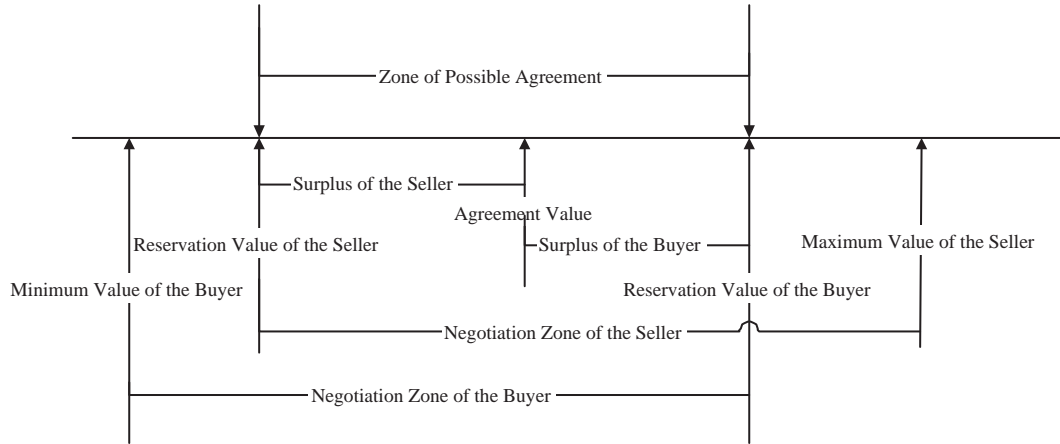 Zone of Possible Agreement
Surplus of the Seller
Agreement Value
Reservation Value of the Seller
Surplus of the Buyer
Maximum Value of the Seller
Minimum Value of the Buyer
Reservation Value of the Buyer
Negotiation Zone of the Seller
Negotiation Zone of the Buyer